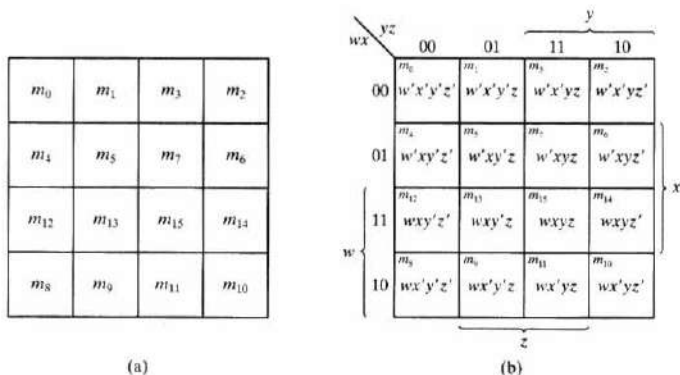 m₀ m₁ m₃ m₂
m₄ m₅ m₇ m₆
m₁₂ m₁₃ m₁₅ m₁₄
m₈ m₉ m₁₁ m₁₀
(a)
y
yz
wx
00 01 11 10
m₀ m₁ m₃ m₂
00 w'x'y'z' w'x'y'z w'x'yz w'x'yz'
m₄ m₅ m₇ m₆
01 w'xy'z' w'xy'z w'xyz w'xyz'
x
m₁₂ m₁₃ m₁₅ m₁₄
11 wxy'z' wxy'z wxyz wxyz'
w
m₈ m₉ m₁₁ m₁₀
10 wx'y'z' wx'y'z wx'yz wx'yz'
z
(b)